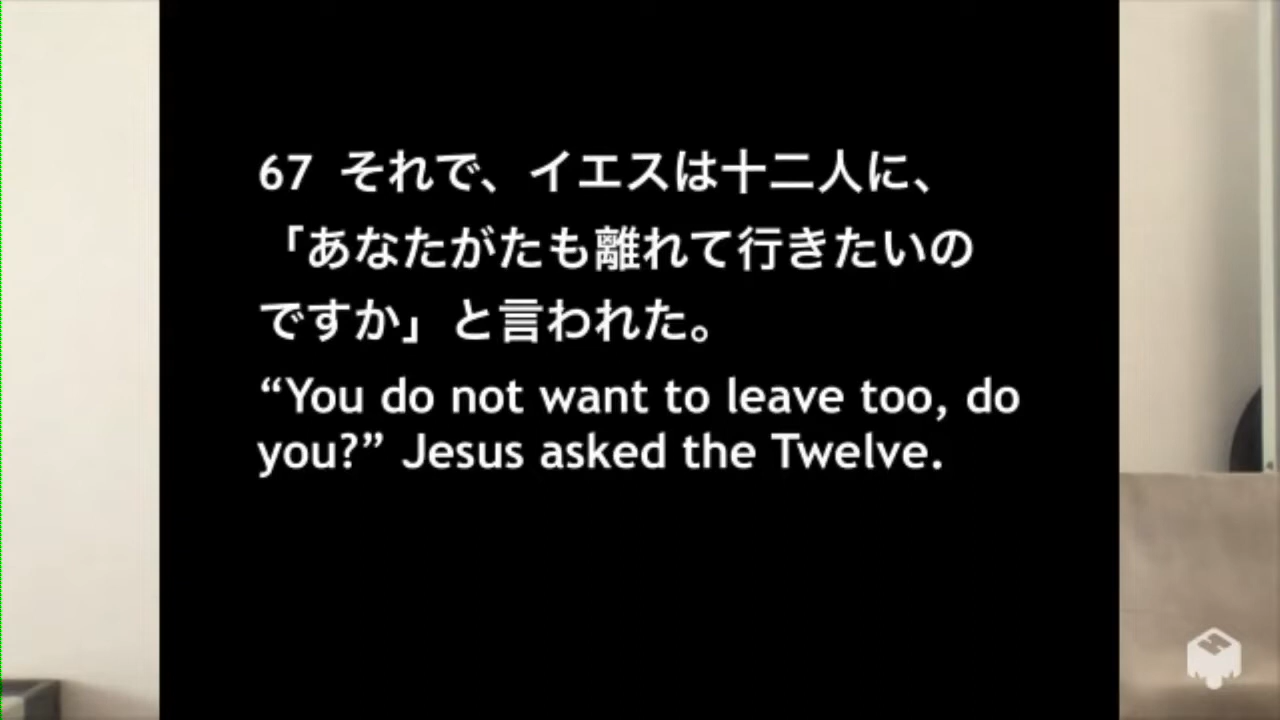 67 それで、イエスは十二人に、
「あなたがたも離れて行きたいの
ですか」と言われた。
“You do not want to leave too, do
you?” Jesus asked the Twelve.